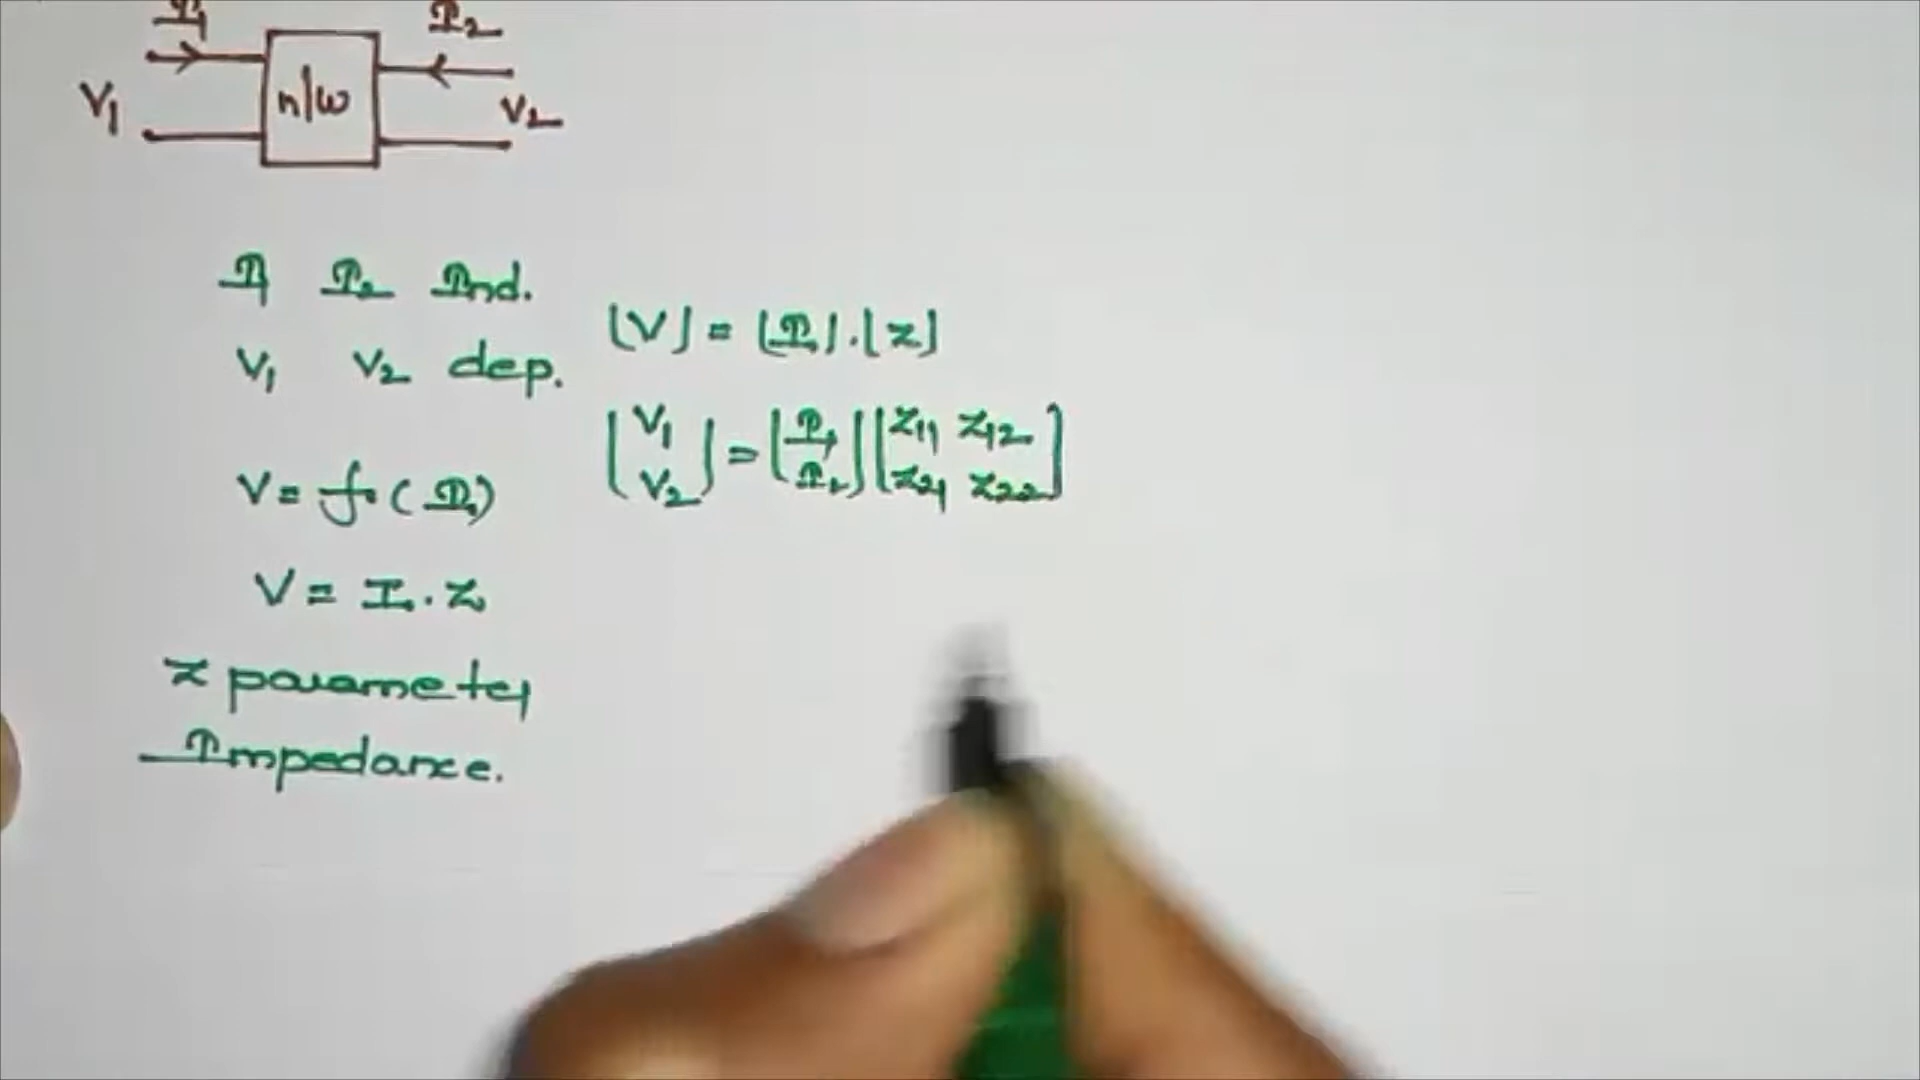 I1 I2
V1 n/w V2
I1 I2 Ind.
V1 V2 dep.
V = fn (I)
V = I . Z
Z parameter
Impedance.
[V] = [I] . [Z]
[V1 V2] = [I1 I2] [Z11 Z12 Z21 Z22]